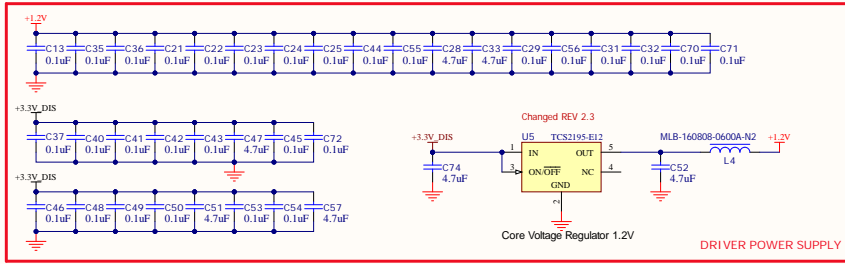 +1.2V
C13 C35 C36 C21 C22 C23 C24 C25 C44 C55 C28 C33 C29 C56 C31 C32 C70 C71
0.1uF 0.1uF 0.1uF 0.1uF 0.1uF 0.1uF 0.1uF 0.1uF 0.1uF 0.1uF 4.7uF 4.7uF 0.1uF 0.1uF 0.1uF 0.1uF 0.1uF 0.1uF
+3.3V_DIS
C37 C40 C41 C42 C43 C47 C45 C72
0.1uF 0.1uF 0.1uF 0.1uF 0.1uF 4.7uF 0.1uF 0.1uF
+3.3V_DIS
C46 C48 C49 C50 C51 C53 C54 C57
0.1uF 0.1uF 0.1uF 0.1uF 4.7uF 0.1uF 0.1uF 4.7uF
Changed REV 2.3
+3.3V_DIS
U5 TCS2195-E12
MLB-160808-0600A-N2
+1.2V
1 IN OUT 5
L4
C74
4.7uF
3 ON/OFF NC 4
C52
4.7uF
GND
2
Core Voltage Regulator 1.2V
DRIVER POWER SUPPLY